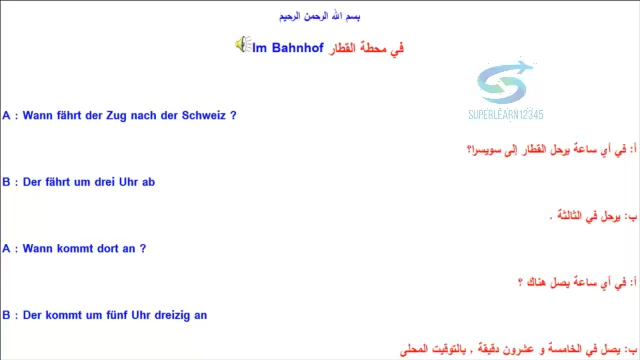 بسم الله الرحمن الرحيم
Im Bahnhof في محطة القطار
SUPERLEARN12345
A : Wann fährt der Zug nach der Schweiz ?
أ: في أي ساعة يرحل القطار إلى سويسرا؟
B : Der fährt um drei Uhr ab
ب: يرحل في الثالثة .
A : Wann kommt dort an ?
أ: في أي ساعة يصل هناك ؟
B : Der kommt um fünf Uhr dreizig an
ب: يصل في الخامسة و عشرون دقيقة , بالتوقيت المحلى